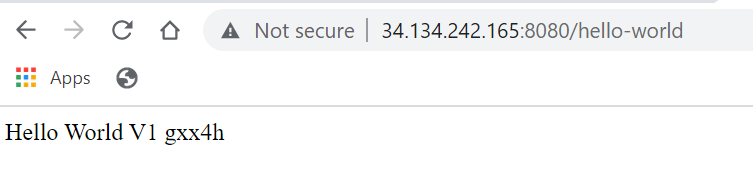 Not secure | 34.134.242.165:8080/hello-world
Apps
Hello World V1 gxx4h